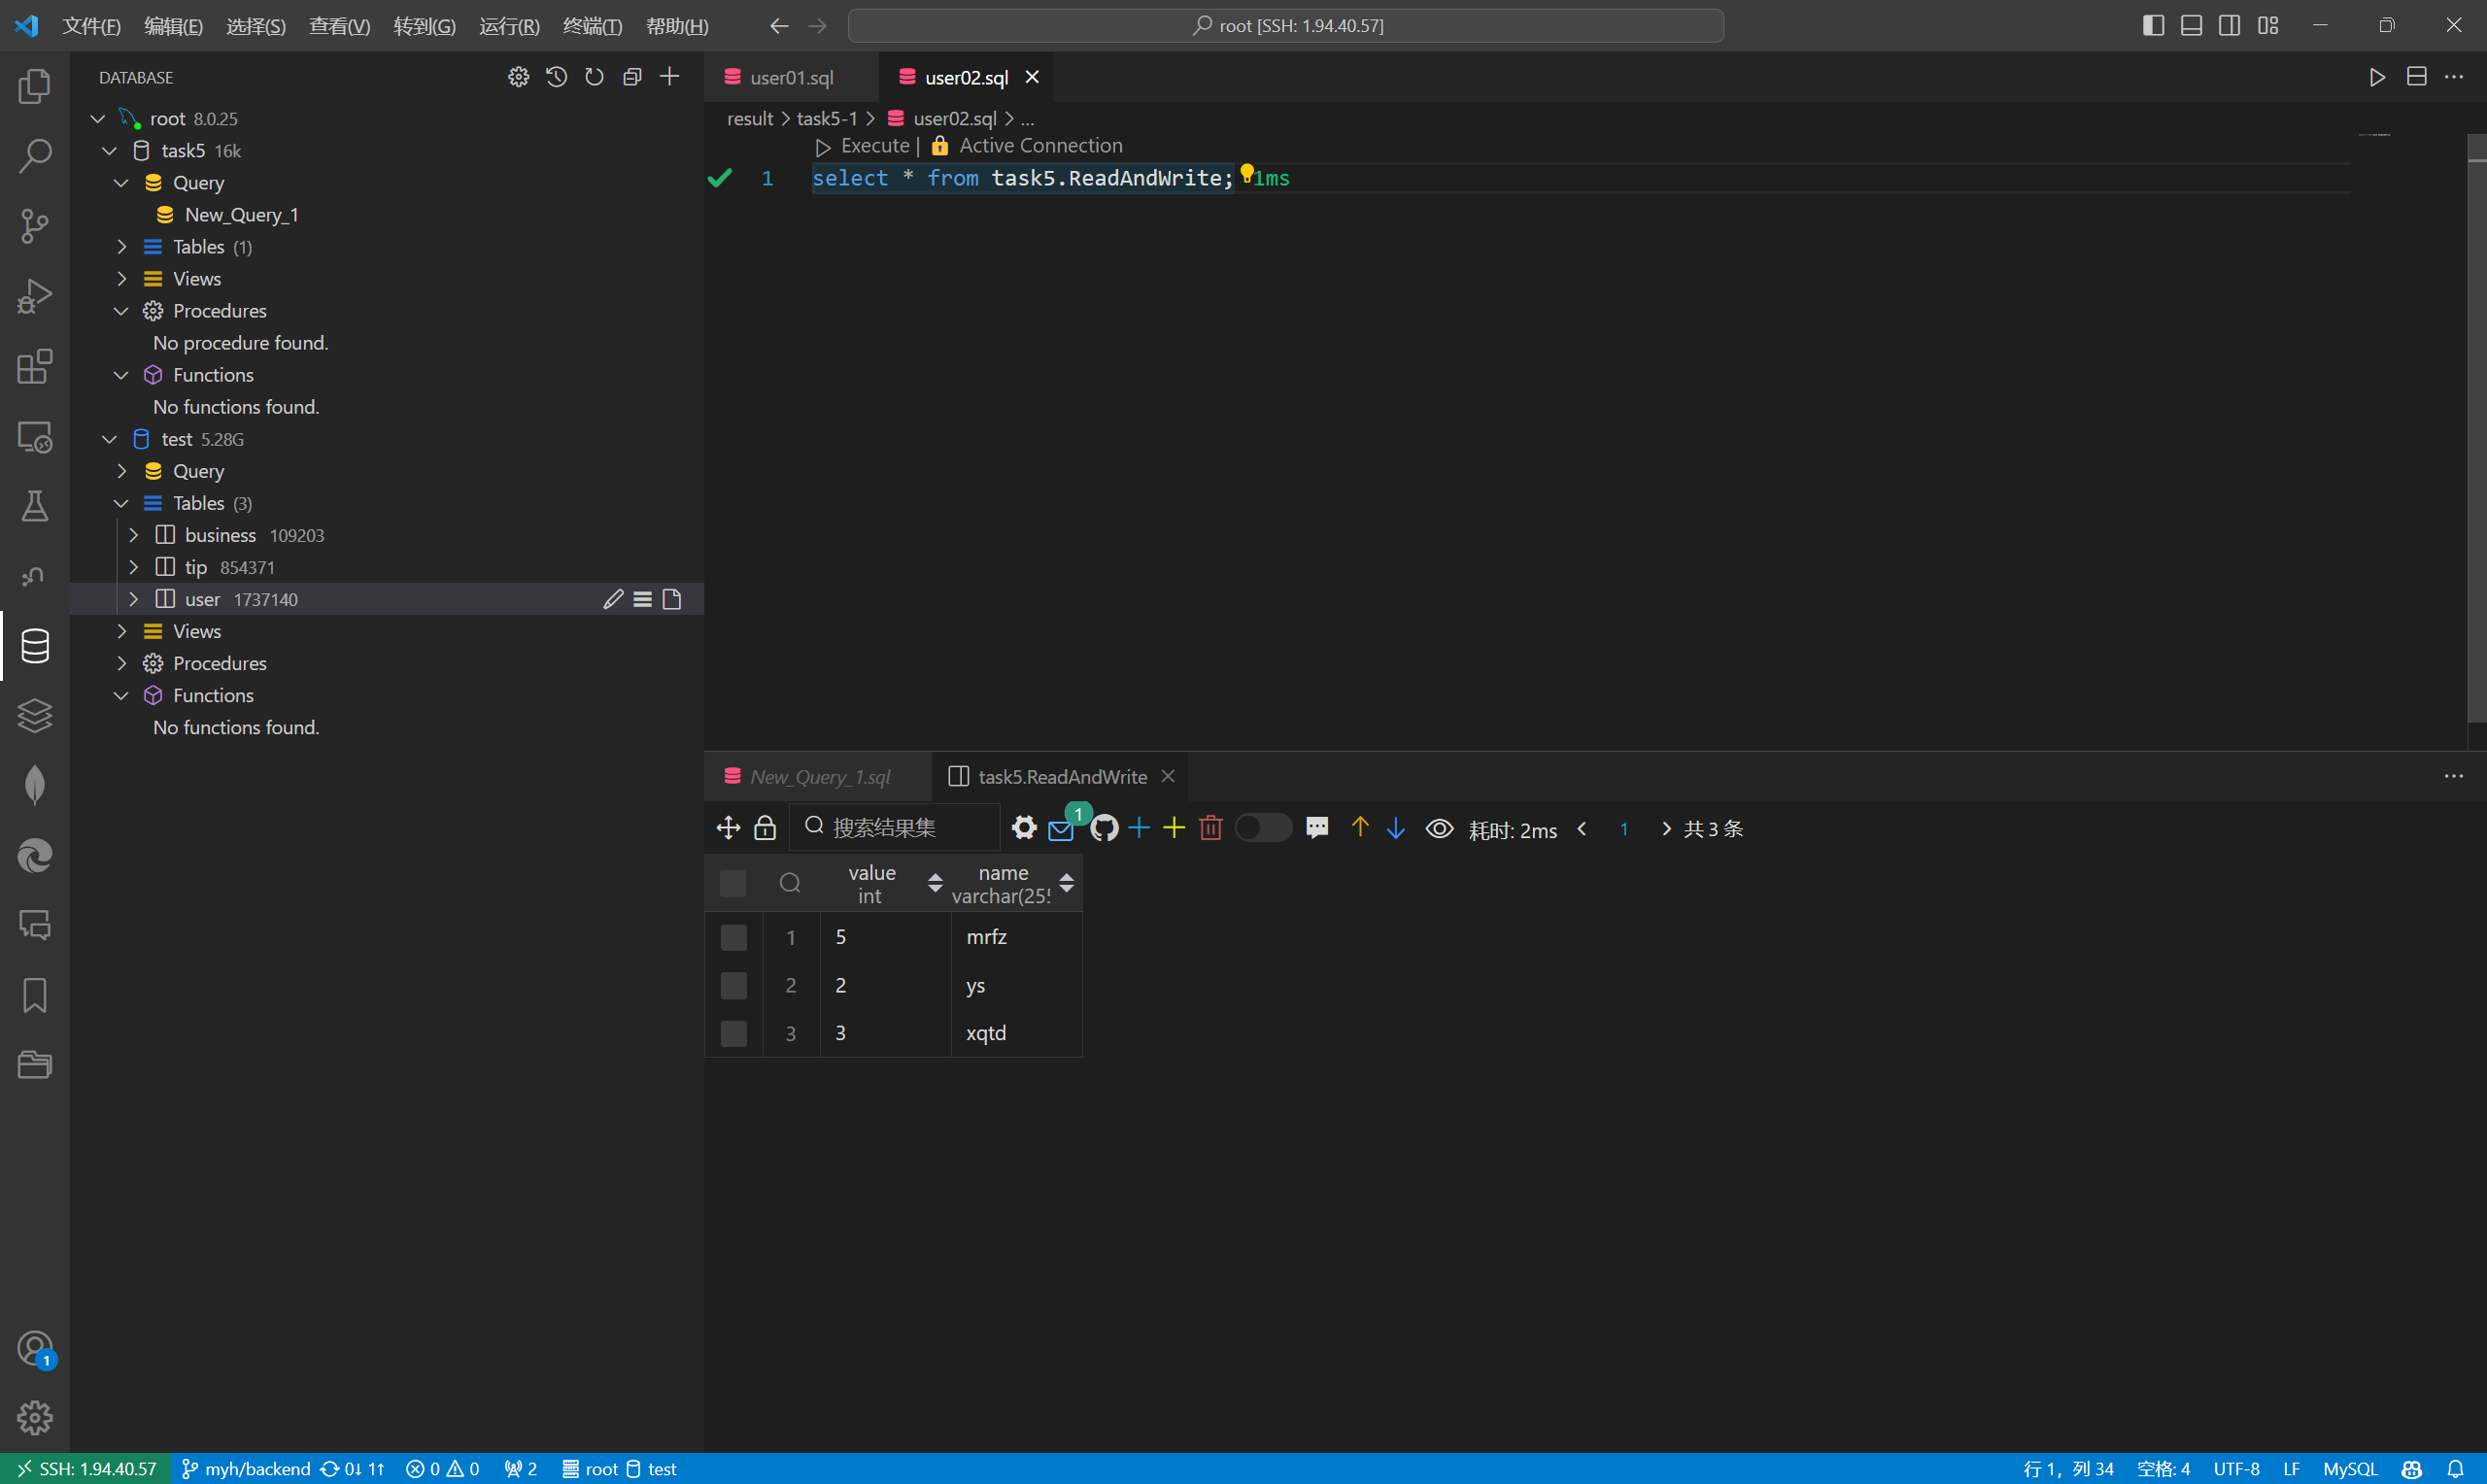 文件(F) 编辑(E) 选择(S) 查看(V) 转到(G) 运行(R) 终端(T) 帮助(H) root [SSH: 1.94.40.57]
DATABASE
root 8.0.25
task5 16k
Query
New_Query_1
Tables (1)
Views
Procedures
No procedure found.
Functions
No functions found.
test 5.28G
Query
Tables (3)
business 109203
tip 854371
user 1737140
Views
Procedures
Functions
No functions found.
user01.sql user02.sql
result > task5-1 > user02.sql > ...
Execute | Active Connection
1 select * from task5.ReadAndWrite; 1ms
New_Query_1.sql task5.ReadAndWrite
搜索结果集 1 耗时: 2ms 1 共 3 条
value name
int varchar(255
1 5 mrfz
2 2 ys
3 3 xqtd
1
SSH: 1.94.40.57 myh/backend 0↓ 1↑ 0 0 2 root test 行 1，列 34 空格: 4 UTF-8 LF MySQL